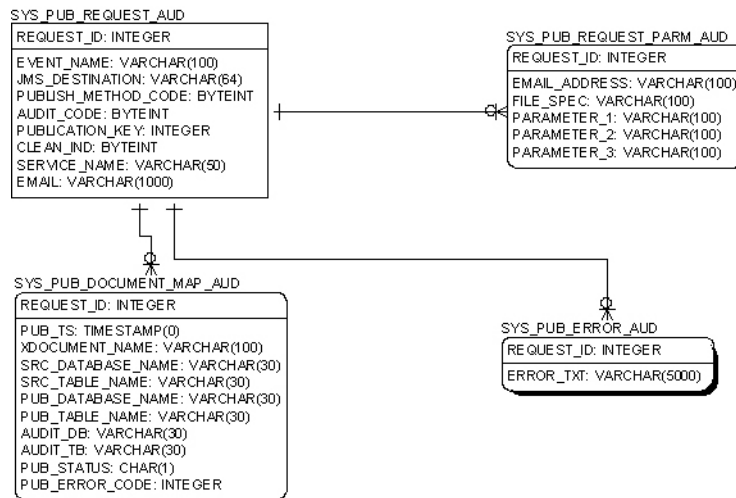 SYS_PUB_REQUEST_AUD
REQUEST_ID: INTEGER
EVENT_NAME: VARCHAR(100)
JMS_DESTINATION: VARCHAR(64)
PUBLISH_METHOD_CODE: BYTEINT
AUDIT_CODE: BYTEINT
PUBLICATION_KEY: INTEGER
CLEAN_IND: BYTEINT
SERVICE_NAME: VARCHAR(50)
EMAIL: VARCHAR(1000)
SYS_PUB_REQUEST_PARM_AUD
REQUEST_ID: INTEGER
EMAIL_ADDRESS: VARCHAR(100)
FILE_SPEC: VARCHAR(100)
PARAMETER_1: VARCHAR(100)
PARAMETER_2: VARCHAR(100)
PARAMETER_3: VARCHAR(100)
SYS_PUB_DOCUMENT_MAP_AUD
REQUEST_ID: INTEGER
PUB_TS: TIMESTAMP(0)
XDOCUMENT_NAME: VARCHAR(100)
SRC_DATABASE_NAME: VARCHAR(30)
SRC_TABLE_NAME: VARCHAR(30)
PUB_DATABASE_NAME: VARCHAR(30)
PUB_TABLE_NAME: VARCHAR(30)
AUDIT_DB: VARCHAR(30)
AUDIT_TB: VARCHAR(30)
PUB_STATUS: CHAR(1)
PUB_ERROR_CODE: INTEGER
SYS_PUB_ERROR_AUD
REQUEST_ID: INTEGER
ERROR_TXT: VARCHAR(5000)